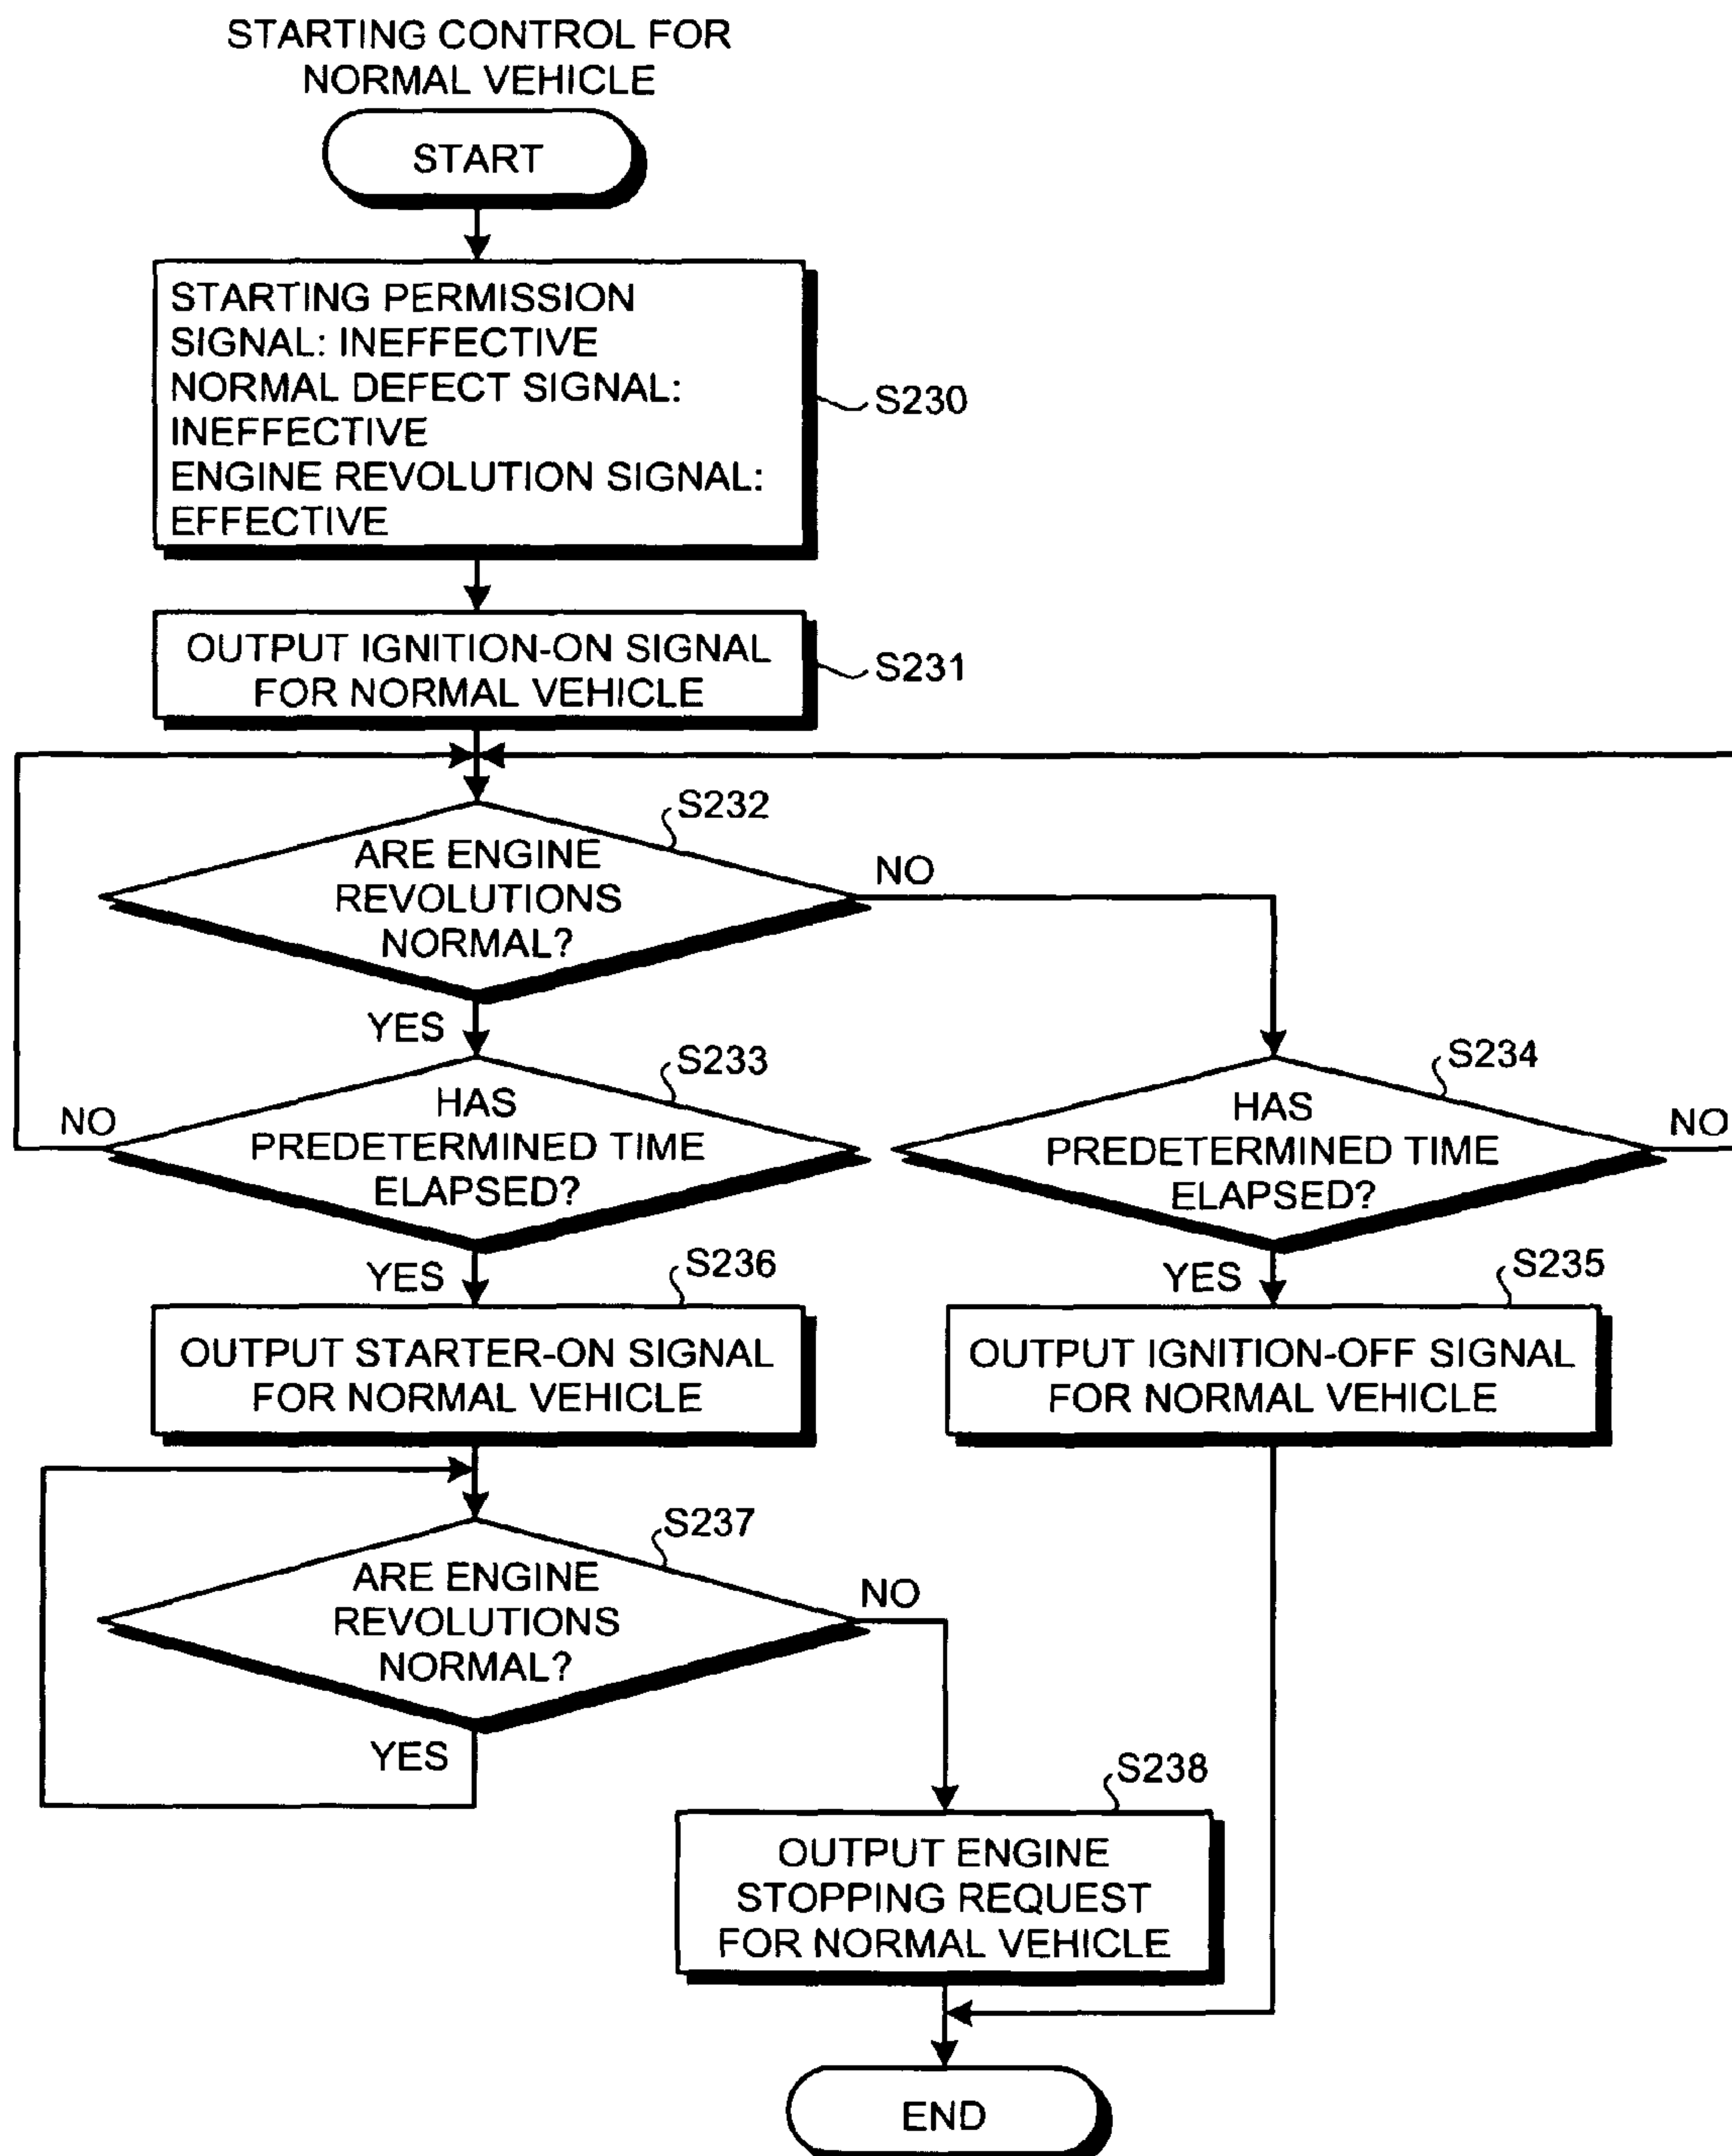 STARTING CONTROL FOR
NORMAL VEHICLE
START
STARTING PERMISSION
SIGNAL: INEFFECTIVE
NORMAL DEFECT SIGNAL:
INEFFECTIVE
ENGINE REVOLUTION SIGNAL:
EFFECTIVE
S230
OUTPUT IGNITION-ON SIGNAL
FOR NORMAL VEHICLE
S231
S232
ARE ENGINE
REVOLUTIONS
NORMAL?
NO
YES
S233
HAS
PREDETERMINED TIME
ELAPSED?
NO
YES
S234
HAS
PREDETERMINED TIME
ELAPSED?
NO
YES
S236
OUTPUT STARTER-ON SIGNAL
FOR NORMAL VEHICLE
S235
OUTPUT IGNITION-OFF SIGNAL
FOR NORMAL VEHICLE
S237
ARE ENGINE
REVOLUTIONS
NORMAL?
NO
YES
S238
OUTPUT ENGINE
STOPPING REQUEST
FOR NORMAL VEHICLE
END